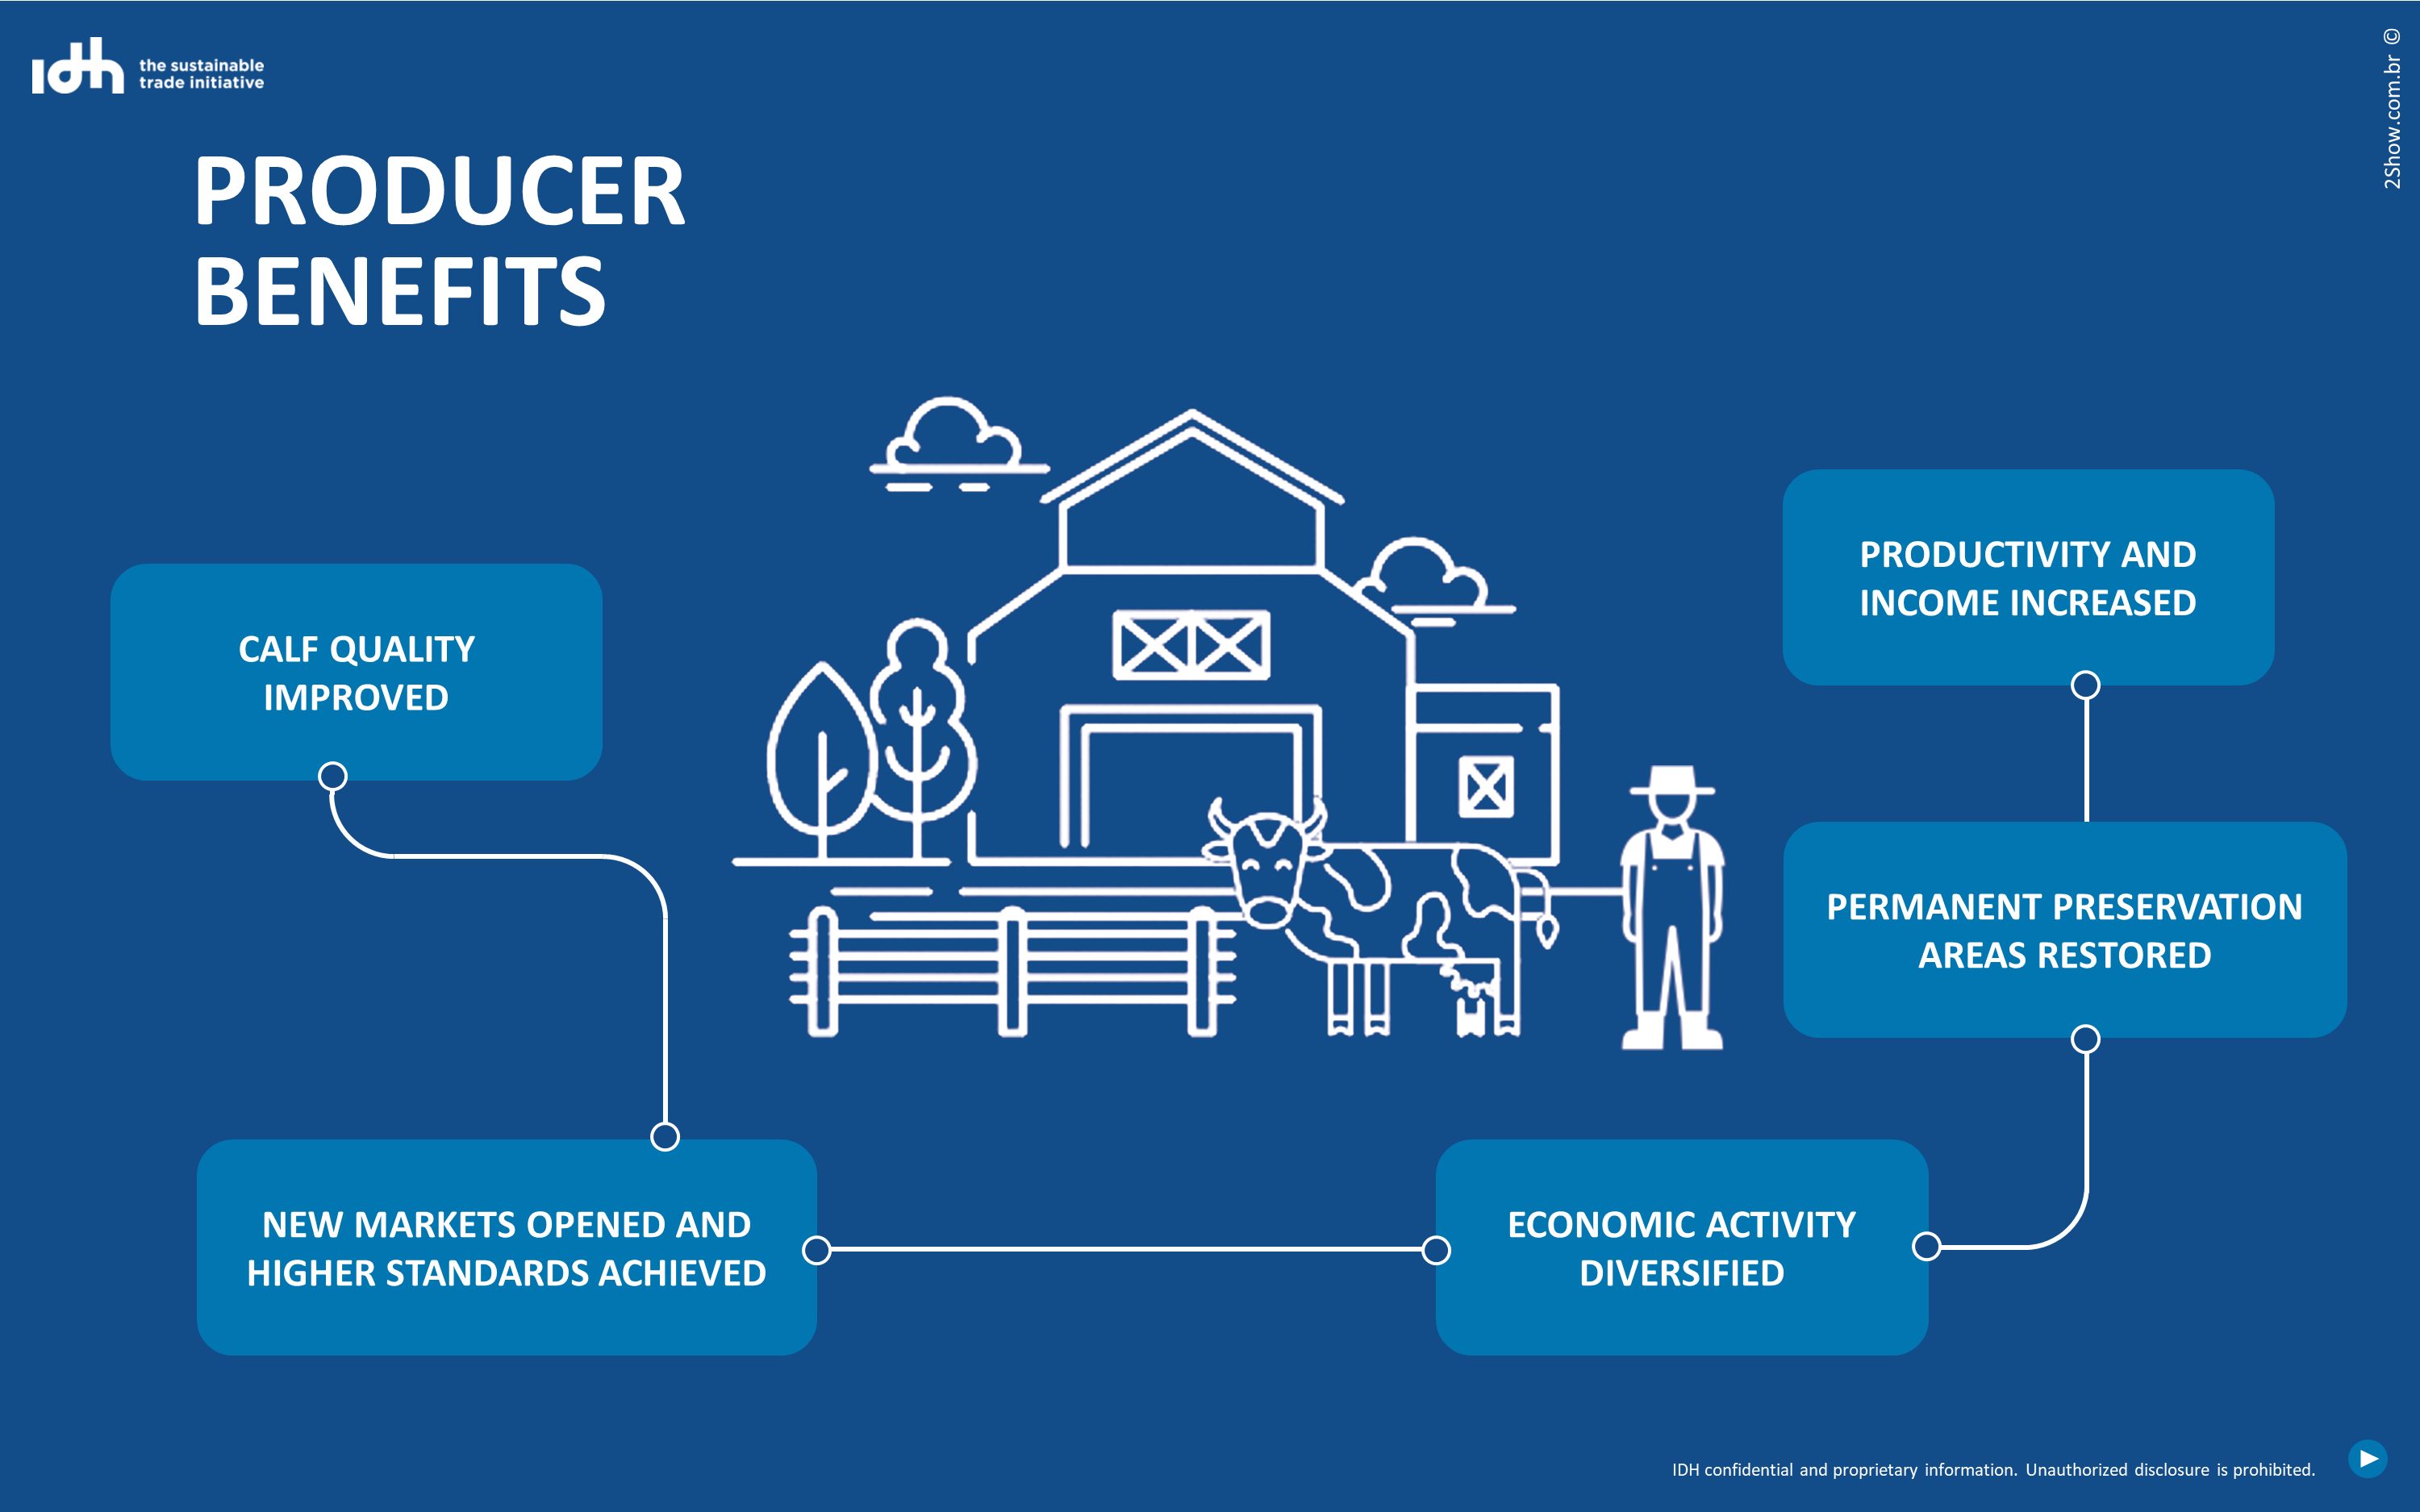 idh
the sustainable
trade initiative
2Show.com.br ©
PRODUCER
BENEFITS
CALF QUALITY
IMPROVED
PRODUCTIVITY AND
INCOME INCREASED
PERMANENT PRESERVATION
AREAS RESTORED
NEW MARKETS OPENED AND
HIGHER STANDARDS ACHIEVED
ECONOMIC ACTIVITY
DIVERSIFIED
IDH confidential and proprietary information. Unauthorized disclosure is prohibited.